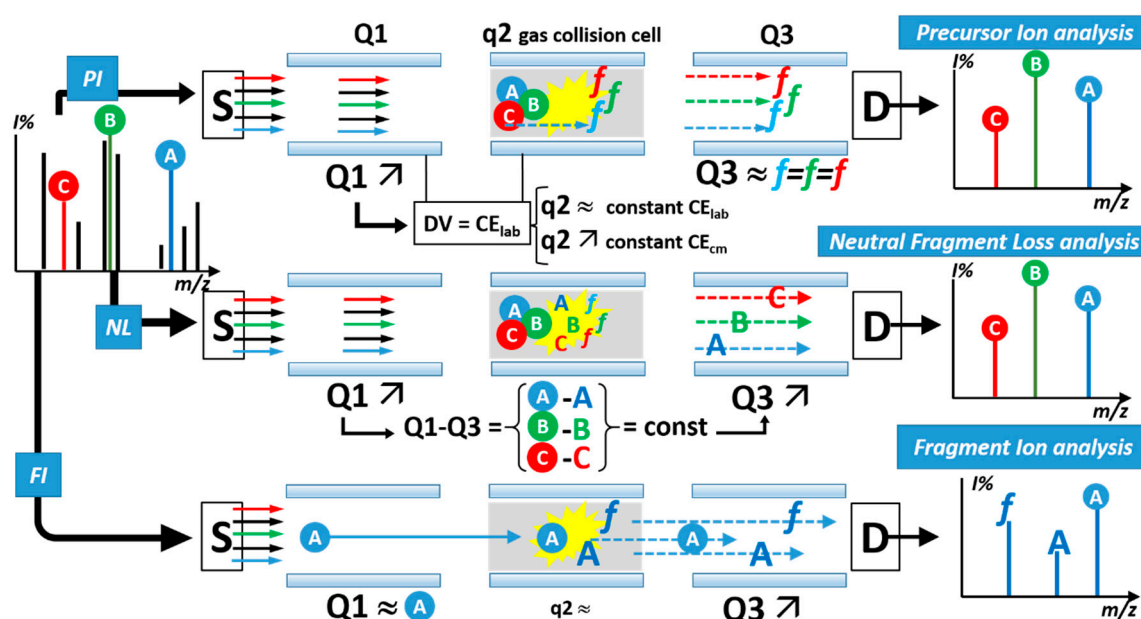 Q1
q2 gas collision cell
Q3
Precursor Ion analysis
PI
S
A
B
C
f
f
f
f
f
D
I%
C
B
A
m/z
I%
C
B
A
m/z
Q1 ↗
Q3 ≈ f=f=f
DV = CElab
q2 ≈ constant CElab
q2 ↗ constant CEcm
Neutral Fragment Loss analysis
NL
S
A
B
C
A
B
C
f
f
f
C
B
A
D
I%
C
B
A
m/z
Q1 ↗
Q3 ↗
Q1-Q3 = { A-A
B-B
C-C } = const
Fragment Ion analysis
FI
S
A
A
f
A
f
A
A
D
I%
f
A
A
m/z
Q1 ≈ A
q2 ≈
Q3 ↗